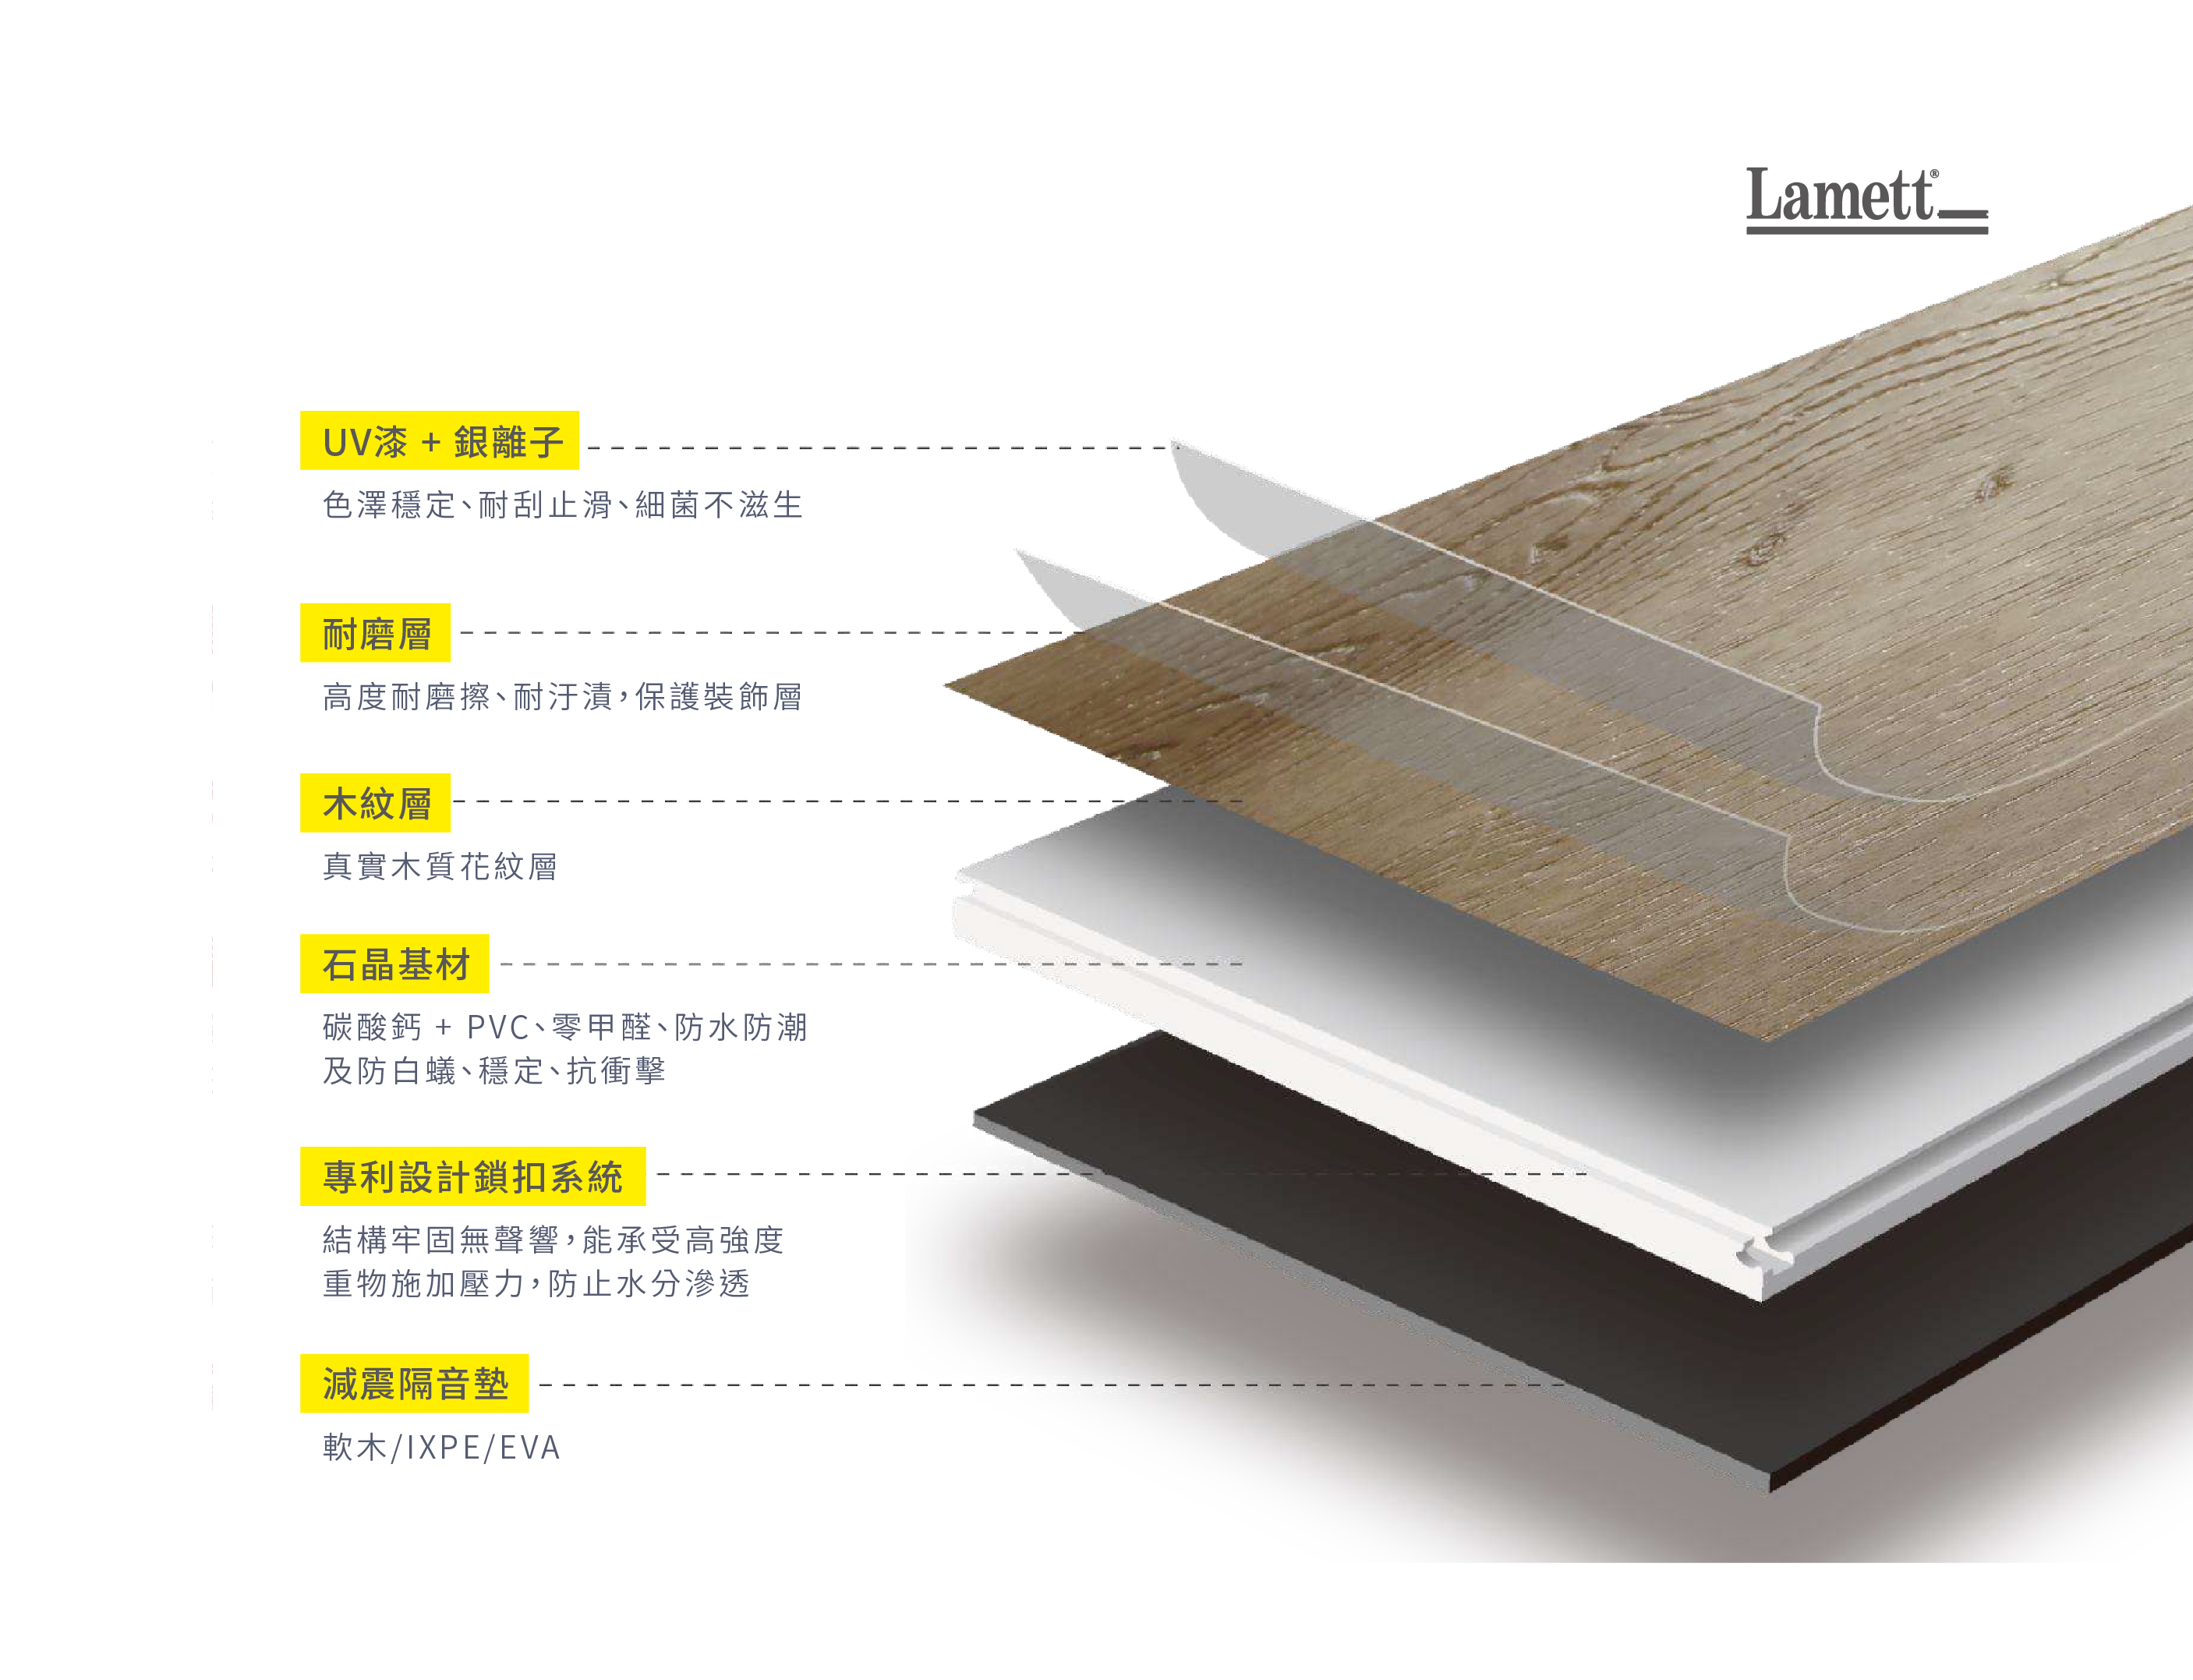 Lamett®
UV漆 + 銀離子
色澤穩定、耐刮止滑、細菌不滋生
耐磨層
高度耐磨擦、耐汙漬，保護裝飾層
木紋層
真實木質花紋層
石晶基材
碳酸鈣 + PVC、零甲醛、防水防潮
及防白蟻、穩定、抗衝擊
專利設計鎖扣系統
結構牢固無聲響，能承受高強度
重物施加壓力，防止水分滲透
減震隔音墊
軟木/IXPE/EVA